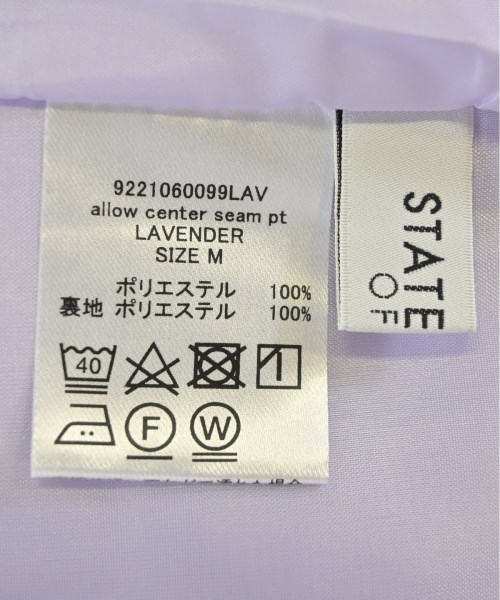 9221060099LAV
allow center seam pt
LAVENDER
SIZE M
ポリエステル 100%
裏地 ポリエステル 100%
40
F W
STATE
OF